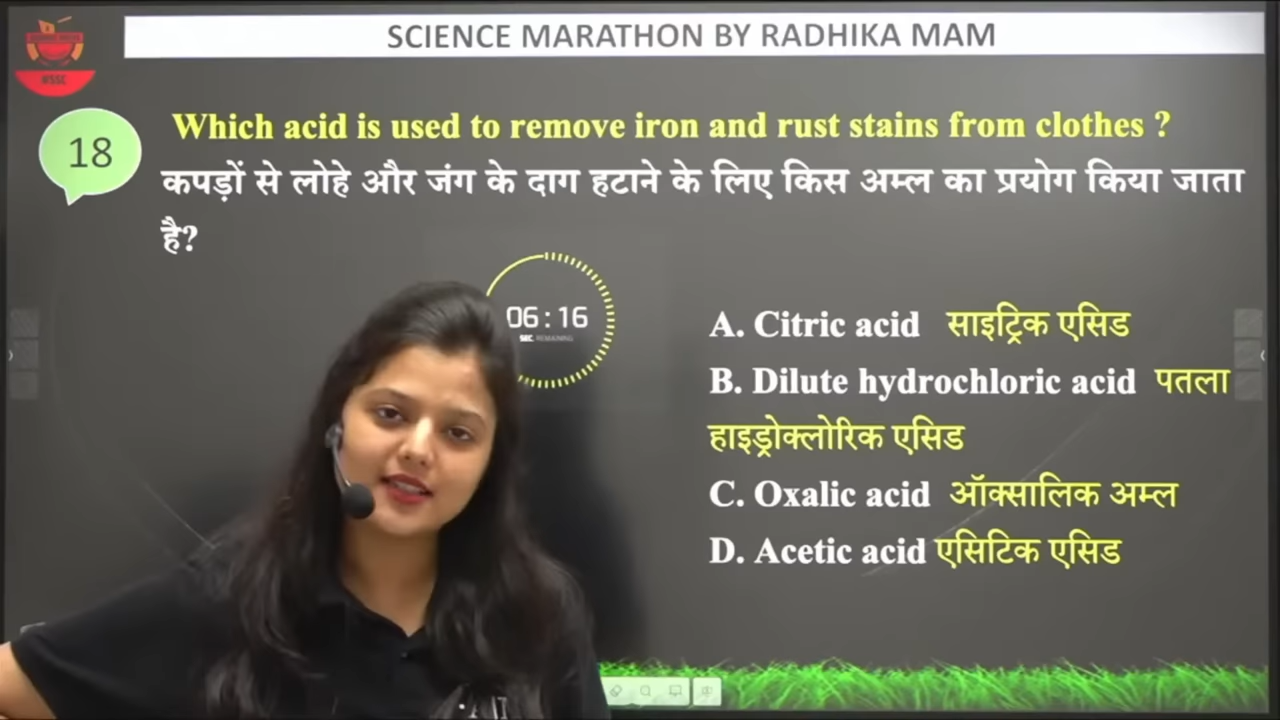 SCIENCE MARATHON BY RADHIKA MAM
18
Which acid is used to remove iron and rust stains from clothes ?
कपड़ों से लोहे और जंग के दाग हटाने के लिए किस अम्ल का प्रयोग किया जाता
है?
06:16
SEC. REMAINING
A. Citric acid साइट्रिक एसिड
B. Dilute hydrochloric acid पतला
हाइड्रोक्लोरिक एसिड
C. Oxalic acid ऑक्सालिक अम्ल
D. Acetic acid एसिटिक एसिड